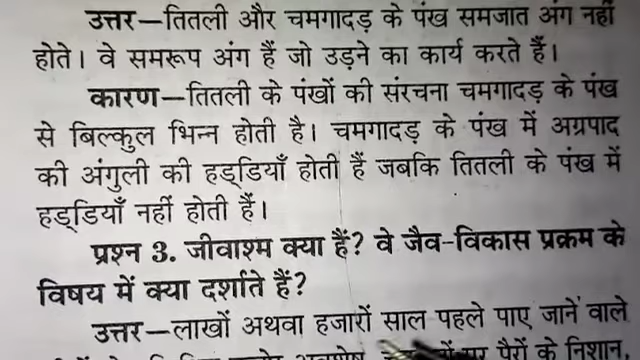 उत्तर—तितली और चमगादड़ के पंख समजात अंग नहीं
होते। वे समरूप अंग हैं जो उड़ने का कार्य करते हैं।
कारण—तितली के पंखों की संरचना चमगादड़ के पंख
से बिल्कुल भिन्न होती है। चमगादड़ के पंख में अग्रपाद
की अंगुली की हड्डियाँ होती हैं जबकि तितली के पंख में
हड्डियाँ नहीं होती हैं।
प्रश्न 3. जीवाश्म क्या हैं? वे जैव-विकास प्रक्रम के
विषय में क्या दर्शाते हैं?
उत्तर—लाखों अथवा हजारों साल पहले पाए जाने वाले
पैरों के निशान,